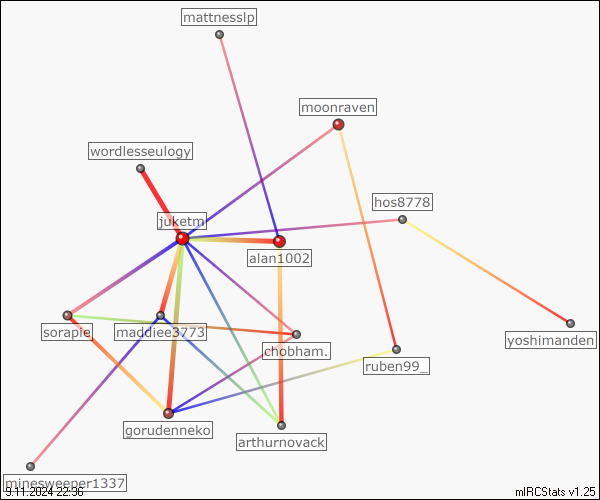 mattnesslp
moonraven
wordlesseulogy
hos8778
juketm
alan1002
sorapie
maddiee3773
chobham.
yoshimanden
ruben99_
gorudenneko
arthurnovack
minesweeper1337
9.11.2024 22:36
mIRCStats v1.25